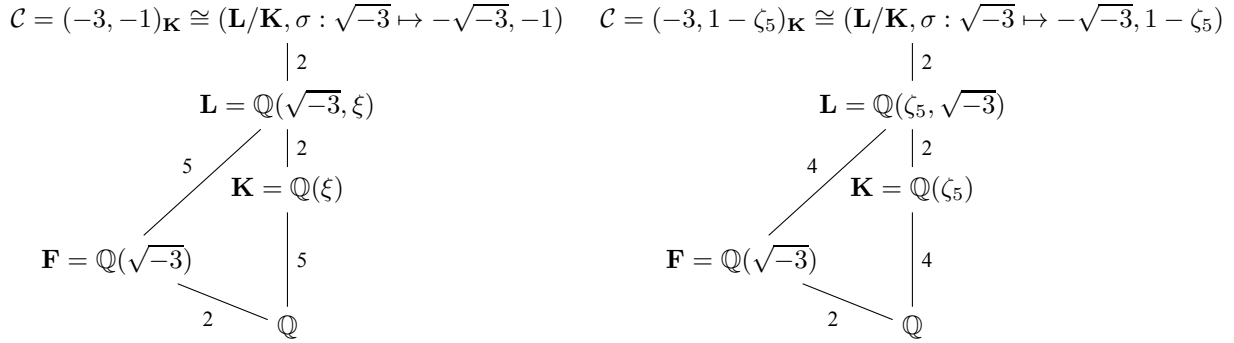 𝒞 = (−3, −1)_𝐊 ≅ (𝐋/𝐊, σ : √−3 ↦ −√−3, −1)
2
𝐋 = ℚ(√−3, ξ)
5
2
𝐊 = ℚ(ξ)
𝐅 = ℚ(√−3)
5
2
ℚ
𝒞 = (−3, 1 − ζ₅)_𝐊 ≅ (𝐋/𝐊, σ : √−3 ↦ −√−3, 1 − ζ₅)
2
𝐋 = ℚ(ζ₅, √−3)
4
2
𝐊 = ℚ(ζ₅)
𝐅 = ℚ(√−3)
4
2
ℚ